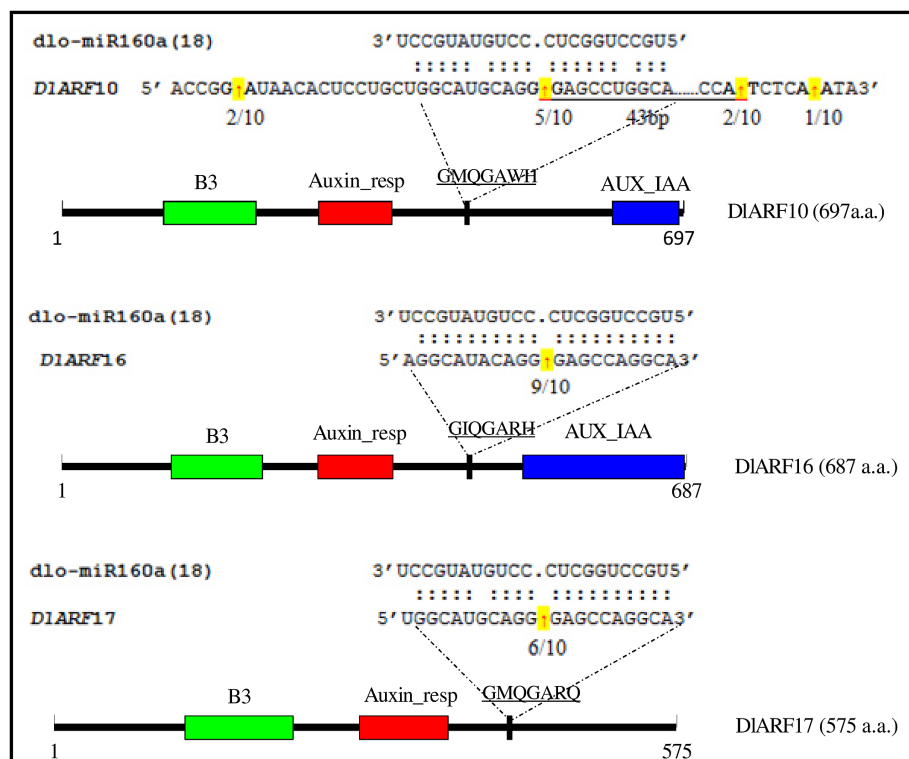 dlo-miR160a(18) 3′UCCGUAUGUCC.CUCGGUCCGU5′
::::: :::: :::::: :::
DlARF10 5′ ACCGG↑AUAACACUCCUGCUGGCAUGCAGG↑GAGCCUGGCA……CCA↑TCTCA↑ATA3′
2/10 5/10 43bp 2/10 1/10
B3 Auxin_resp GMQGAWH AUX_IAA
DlARF10 (697a.a.)
1 697
dlo-miR160a(18) 3′UCCGUAUGUCC.CUCGGUCCGU5′
:::::::::: ::::::::::
DlARF16 5′AGGCAUACAGG↑GAGCCAGGCA3′
9/10
B3 Auxin_resp GIQGARH AUX_IAA
DlARF16 (687 a.a.)
1 687
dlo-miR160a(18) 3′UCCGUAUGUCC.CUCGGUCCGU5′
::::: :::: ::::::::::
DlARF17 5′UGGCAUGCAGG↑GAGCCAGGCA3′
6/10
B3 Auxin_resp GMQGARQ
DlARF17 (575 a.a.)
1 575